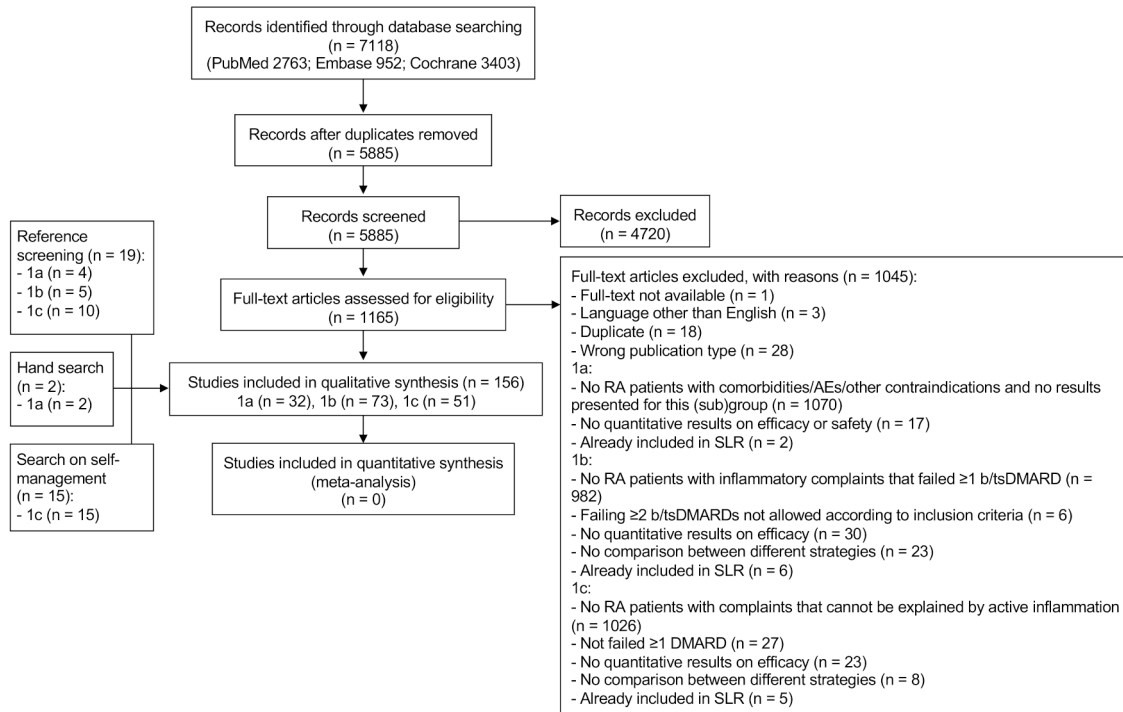 Records identified through database searching
(n = 7118)
(PubMed 2763; Embase 952; Cochrane 3403)
Records after duplicates removed
(n = 5885)
Records screened
(n = 5885)
Records excluded
(n = 4720)
Reference
screening (n = 19):
- 1a (n = 4)
- 1b (n = 5)
- 1c (n = 10)
Full-text articles assessed for eligibility
(n = 1165)
Full-text articles excluded, with reasons (n = 1045):
- Full-text not available (n = 1)
- Language other than English (n = 3)
- Duplicate (n = 18)
- Wrong publication type (n = 28)
1a:
- No RA patients with comorbidities/AEs/other contraindications and no results
presented for this (sub)group (n = 1070)
- No quantitative results on efficacy or safety (n = 17)
- Already included in SLR (n = 2)
1b:
- No RA patients with inflammatory complaints that failed ≥1 b/tsDMARD (n =
982)
- Failing ≥2 b/tsDMARDs not allowed according to inclusion criteria (n = 6)
- No quantitative results on efficacy (n = 30)
- No comparison between different strategies (n = 23)
- Already included in SLR (n = 6)
1c:
- No RA patients with complaints that cannot be explained by active inflammation
(n = 1026)
- Not failed ≥1 DMARD (n = 27)
- No quantitative results on efficacy (n = 23)
- No comparison between different strategies (n = 8)
- Already included in SLR (n = 5)
Hand search
(n = 2):
- 1a (n = 2)
Studies included in qualitative synthesis (n = 156)
1a (n = 32), 1b (n = 73), 1c (n = 51)
Search on self-
management
(n = 15):
- 1c (n = 15)
Studies included in quantitative synthesis
(meta-analysis)
(n = 0)